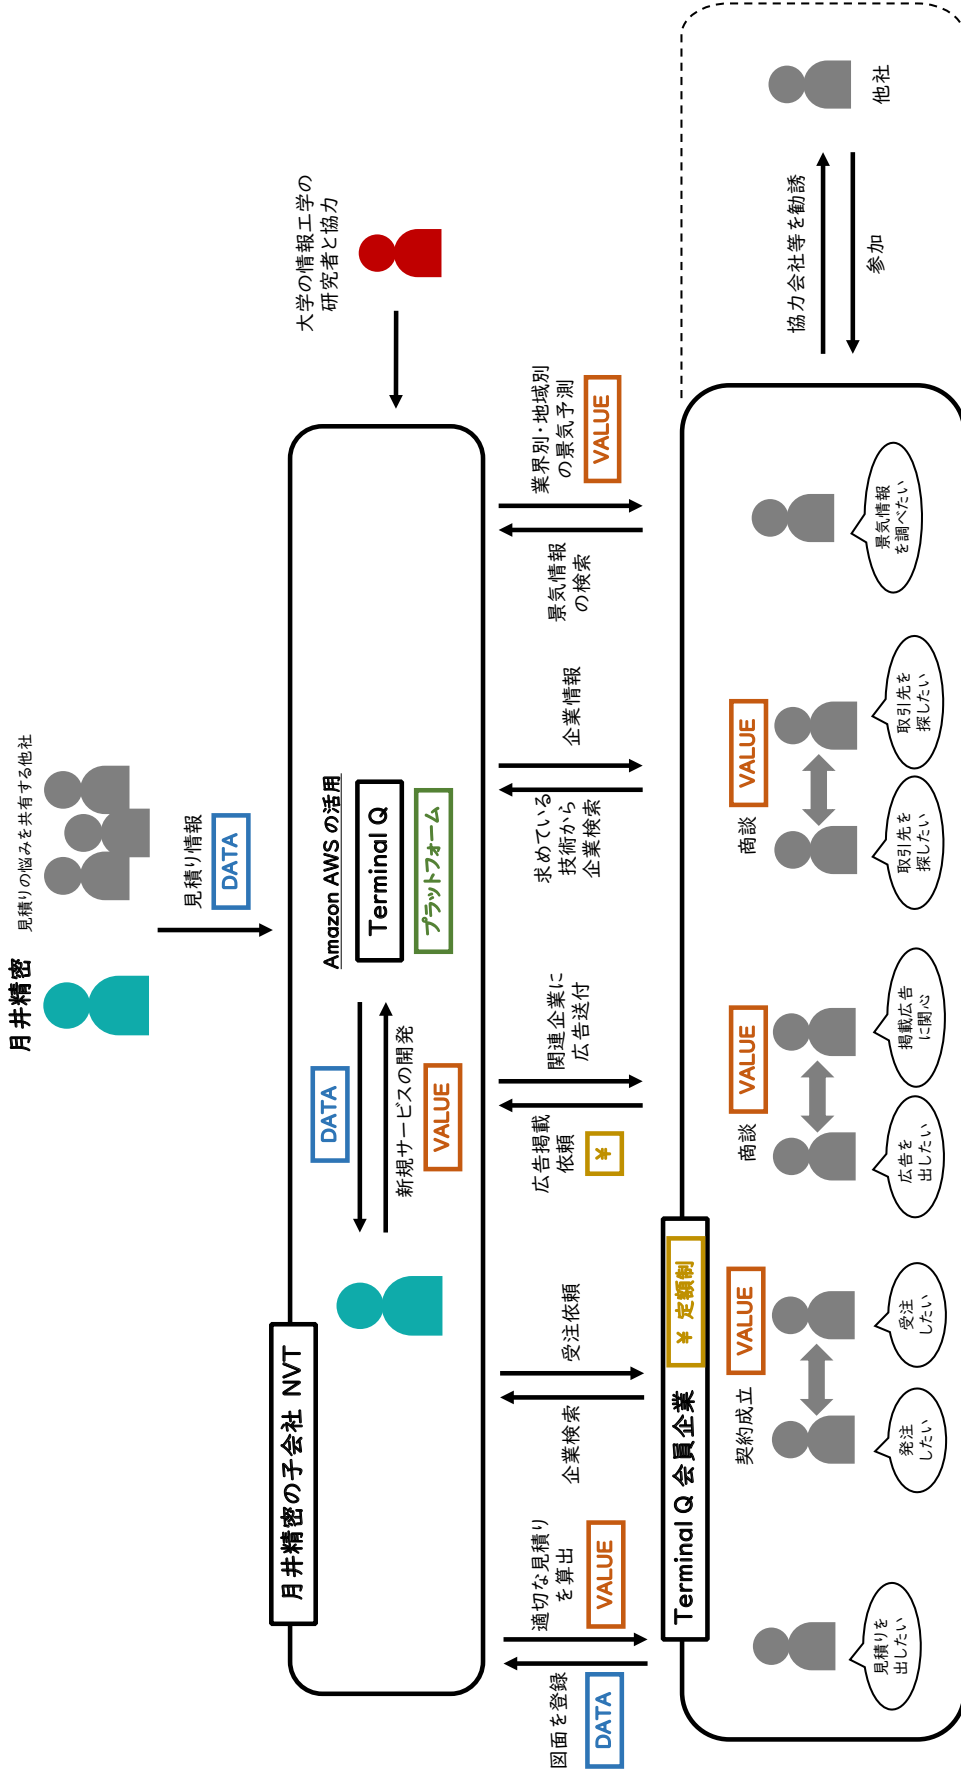 月井精密
見積りの悩みを共有する他社
見積り情報
DATA
大学の情報工学の
研究者と協力
月井精密の子会社 NVT
DATA
新規サービスの開発
VALUE
Amazon AWS の活用
Terminal Q
プラットフォーム
図面を登録
DATA
適切な見積り
を算出
VALUE
企業検索
受注依頼
広告掲載
依頼
¥
関連企業に
広告送付
求めている
技術から
企業検索
企業情報
景気情報
の検索
業界別・地域別
の景気予測
VALUE
Terminal Q 会員企業
¥ 定額制
見積りを
出したい
契約成立
VALUE
発注
したい
受注
したい
商談
VALUE
広告を
出したい
掲載広告
に関心
商談
VALUE
取引先を
探したい
取引先を
探したい
景気情報
を調べたい
協力会社等を勧誘
参加
他社